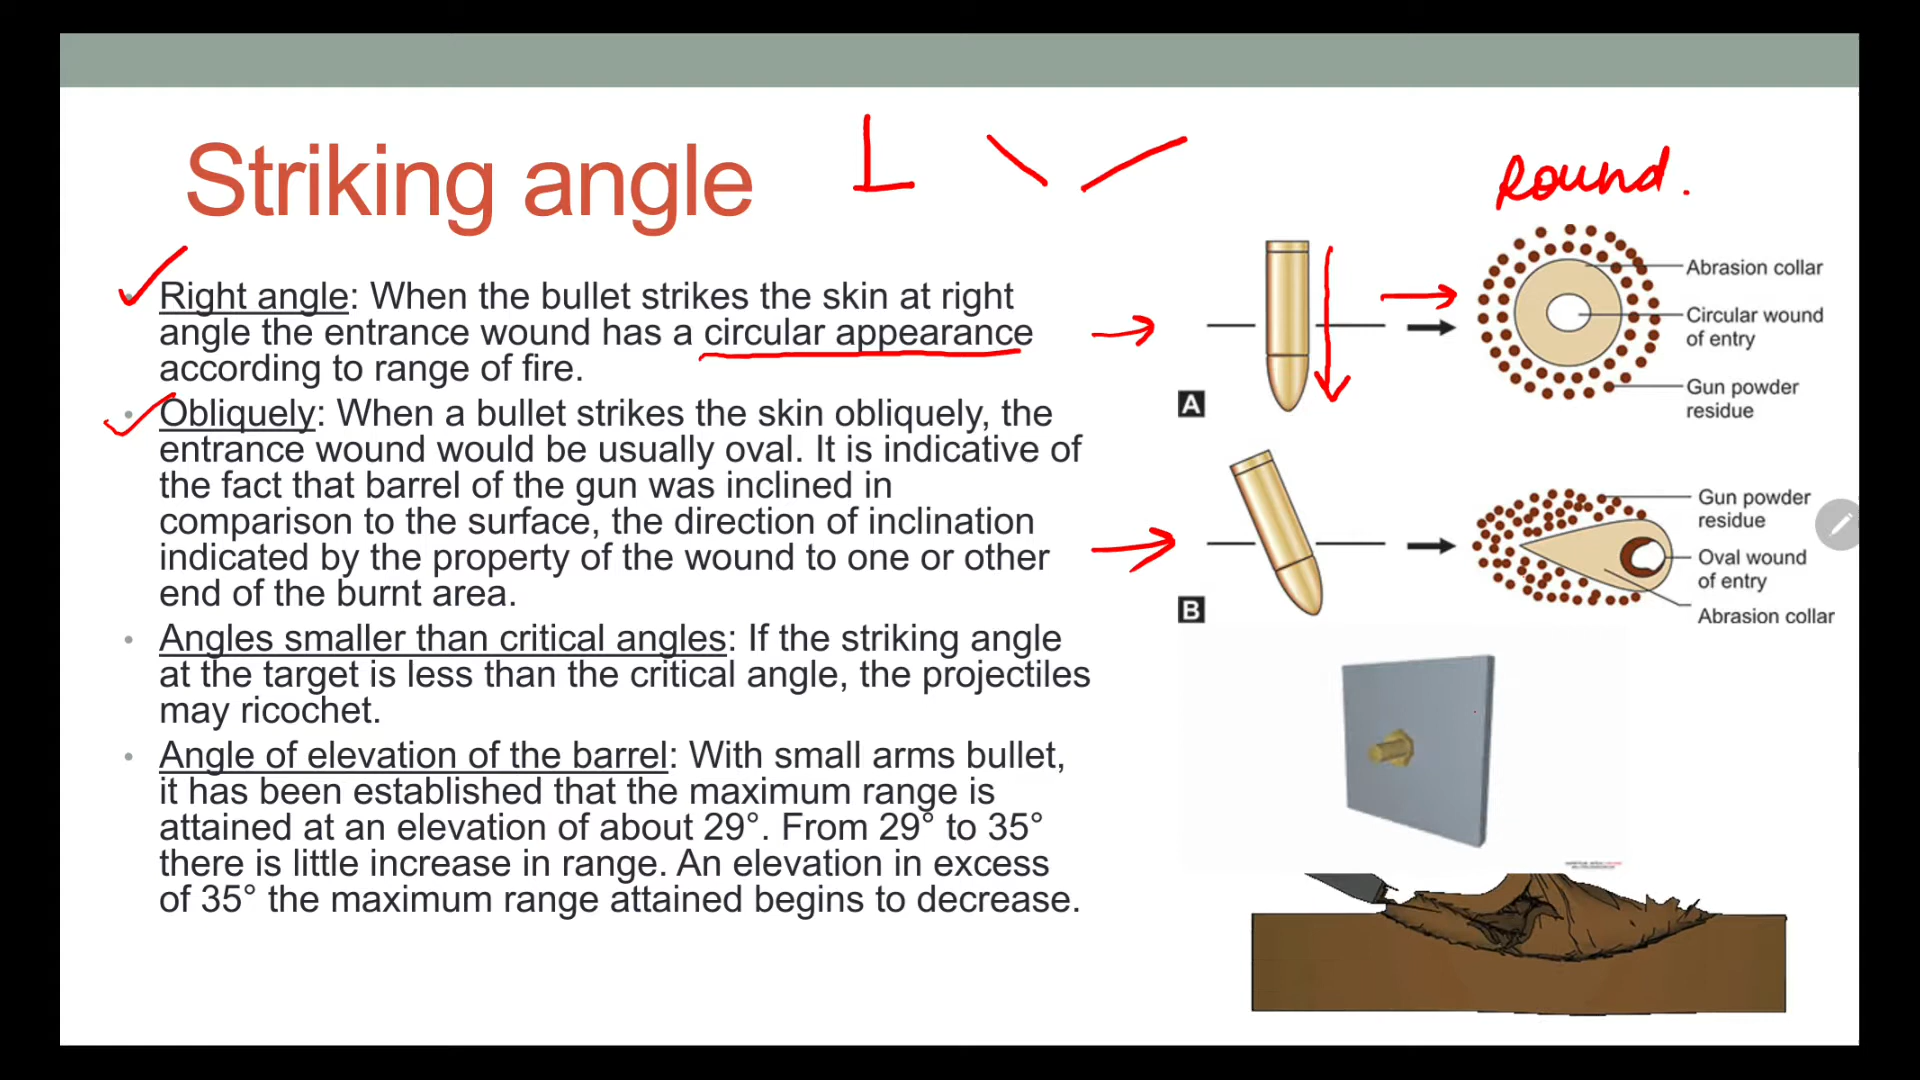 Striking angle
Round.
Right angle: When the bullet strikes the skin at right
angle the entrance wound has a circular appearance
according to range of fire.
Obliquely: When a bullet strikes the skin obliquely, the
entrance wound would be usually oval. It is indicative of
the fact that barrel of the gun was inclined in
comparison to the surface, the direction of inclination
indicated by the property of the wound to one or other
end of the burnt area.
Angles smaller than critical angles: If the striking angle
at the target is less than the critical angle, the projectiles
may ricochet.
Angle of elevation of the barrel: With small arms bullet,
it has been established that the maximum range is
attained at an elevation of about 29°. From 29° to 35°
there is little increase in range. An elevation in excess
of 35° the maximum range attained begins to decrease.
A
Abrasion collar
Circular wound
of entry
Gun powder
residue
B
Gun powder
residue
Oval wound
of entry
Abrasion collar